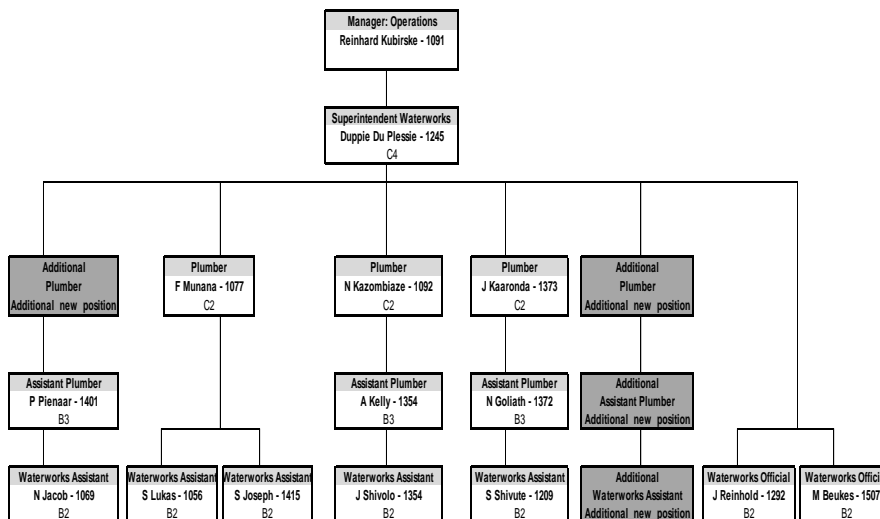 Manager: Operations
Reinhard Kubirske - 1091
Superintendent Waterworks
Duppie Du Plessie - 1245
C4
Additional
Plumber
Additional new position
Plumber
F Munana - 1077
C2
Plumber
N Kazombiaze - 1092
C2
Plumber
J Kaaronda - 1373
C2
Additional
Plumber
Additional new position
Assistant Plumber
P Pienaar - 1401
B3
Assistant Plumber
A Kelly - 1354
B3
Assistant Plumber
N Goliath - 1372
B3
Additional
Assistant Plumber
Additional new position
Waterworks Assistant
N Jacob - 1069
B2
Waterworks Assistant
S Lukas - 1056
B2
Waterworks Assistant
S Joseph - 1415
B2
Waterworks Assistant
J Shivolo - 1354
B2
Waterworks Assistant
S Shivute - 1209
B2
Additional
Waterworks Assistant
Additional new position
Waterworks Official
J Reinhold - 1292
B2
Waterworks Offici
M Beukes - 1507
B2